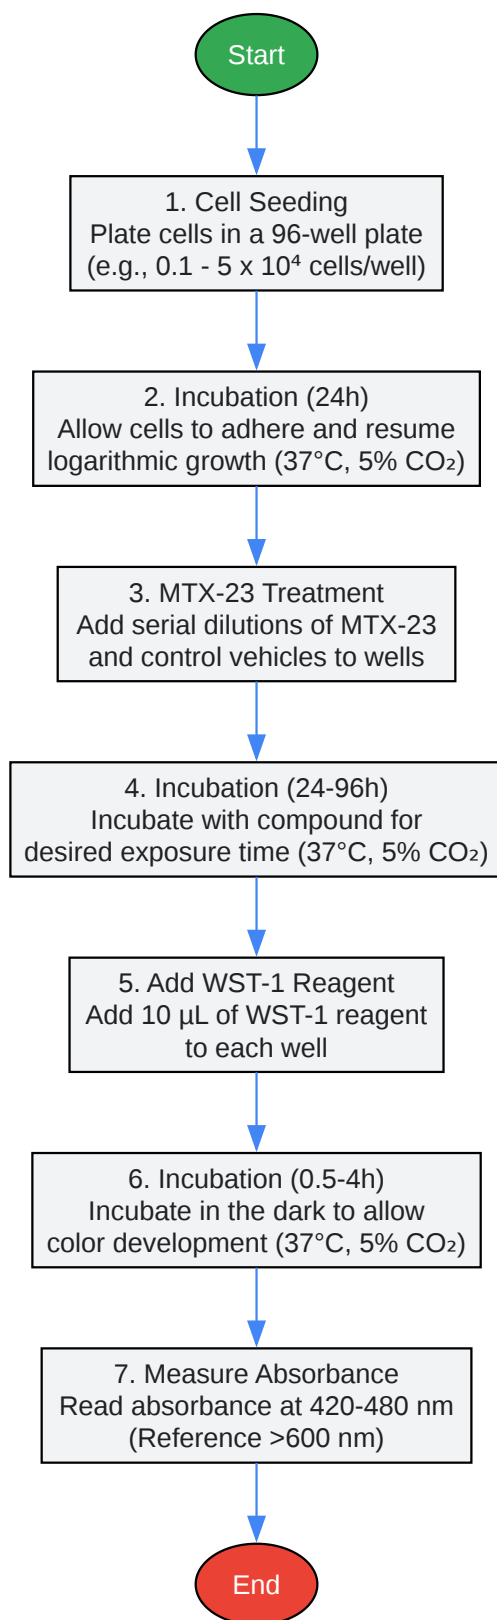 Start
1. Cell Seeding
Plate cells in a 96-well plate
(e.g., 0.1 - 5 x 10⁴ cells/well)
2. Incubation (24h)
Allow cells to adhere and resume
logarithmic growth (37°C, 5% CO₂)
3. MTX-23 Treatment
Add serial dilutions of MTX-23
and control vehicles to wells
4. Incubation (24-96h)
Incubate with compound for
desired exposure time (37°C, 5% CO₂)
5. Add WST-1 Reagent
Add 10 µL of WST-1 reagent
to each well
6. Incubation (0.5-4h)
Incubate in the dark to allow
color development (37°C, 5% CO₂)
7. Measure Absorbance
Read absorbance at 420-480 nm
(Reference >600 nm)
End